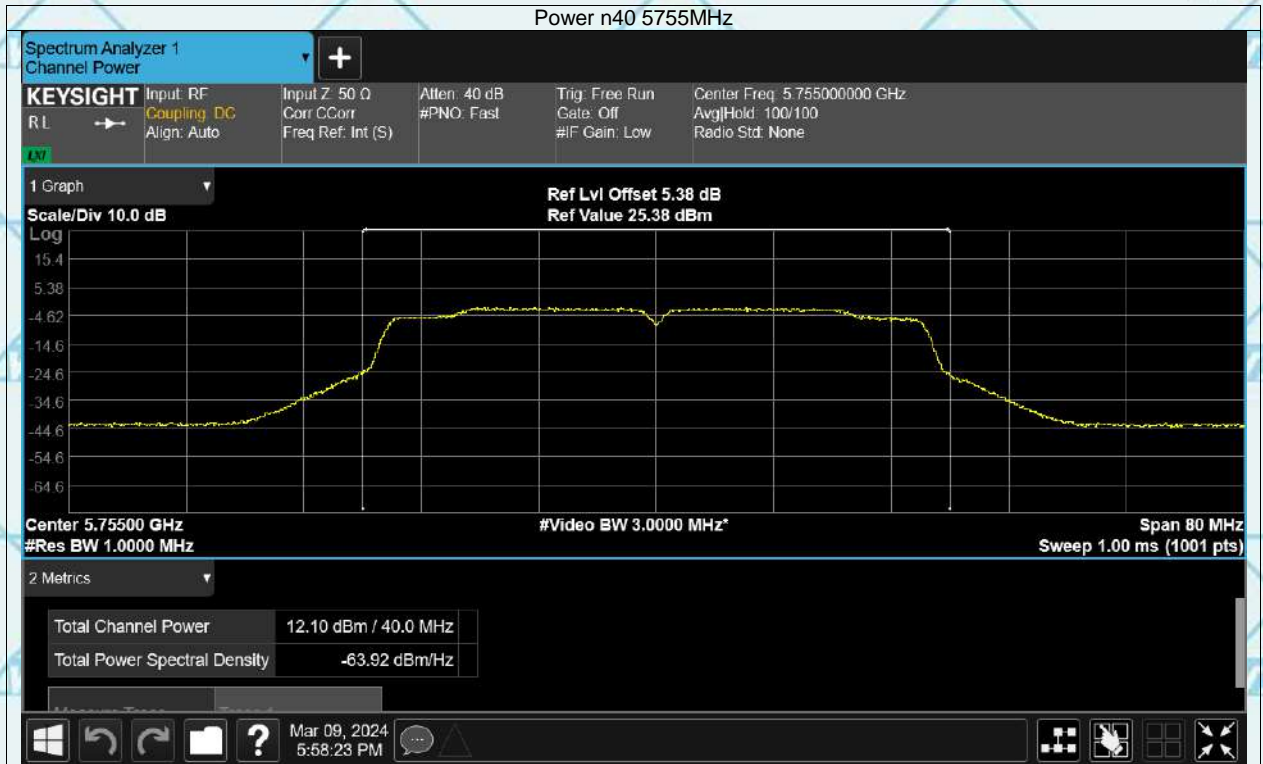 Power n40 5755MHz
Spectrum Analyzer 1
Channel Power
+
KEYSIGHT
RL
LXI
Input: RF
Coupling: DC
Align: Auto
Input Z: 50 Ω
Corr CCorr
Freq Ref: Int (S)
Atten: 40 dB
#PNO: Fast
Trig: Free Run
Gate: Off
#IF Gain: Low
Center Freq: 5.755000000 GHz
Avg|Hold: 100/100
Radio Std: None
1 Graph
Scale/Div 10.0 dB
Ref Lvl Offset 5.38 dB
Ref Value 25.38 dBm
Log
15.4
5.38
-4.62
-14.6
-24.6
-34.6
-44.6
-54.6
-64.6
Center 5.75500 GHz
#Res BW 1.0000 MHz
#Video BW 3.0000 MHz*
Span 80 MHz
Sweep 1.00 ms (1001 pts)
2 Metrics
Total Channel Power 12.10 dBm / 40.0 MHz
Total Power Spectral Density -63.92 dBm/Hz
?
Mar 09, 2024
5:58:23 PM